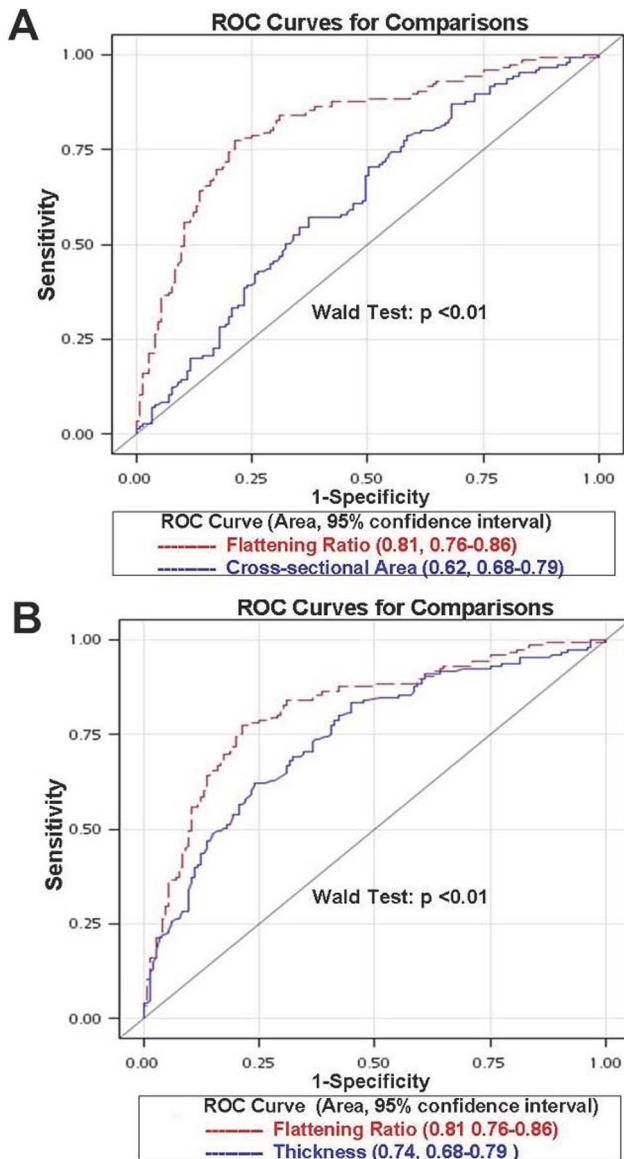 A
ROC Curves for Comparisons
1.00
0.75
0.50
0.25
0.00
Sensitivity
Wald Test: p <0.01
0.00 0.25 0.50 0.75 1.00
1-Specificity
ROC Curve (Area, 95% confidence interval)
Flattening Ratio (0.81, 0.76-0.86)
Cross-sectional Area (0.62, 0.68-0.79)
B
ROC Curves for Comparisons
1.00
0.75
0.50
0.25
0.00
Sensitivity
Wald Test: p <0.01
0.00 0.25 0.50 0.75 1.00
1-Specificity
ROC Curve (Area, 95% confidence interval)
Flattening Ratio (0.81 0.76-0.86)
Thickness (0.74, 0.68-0.79 )